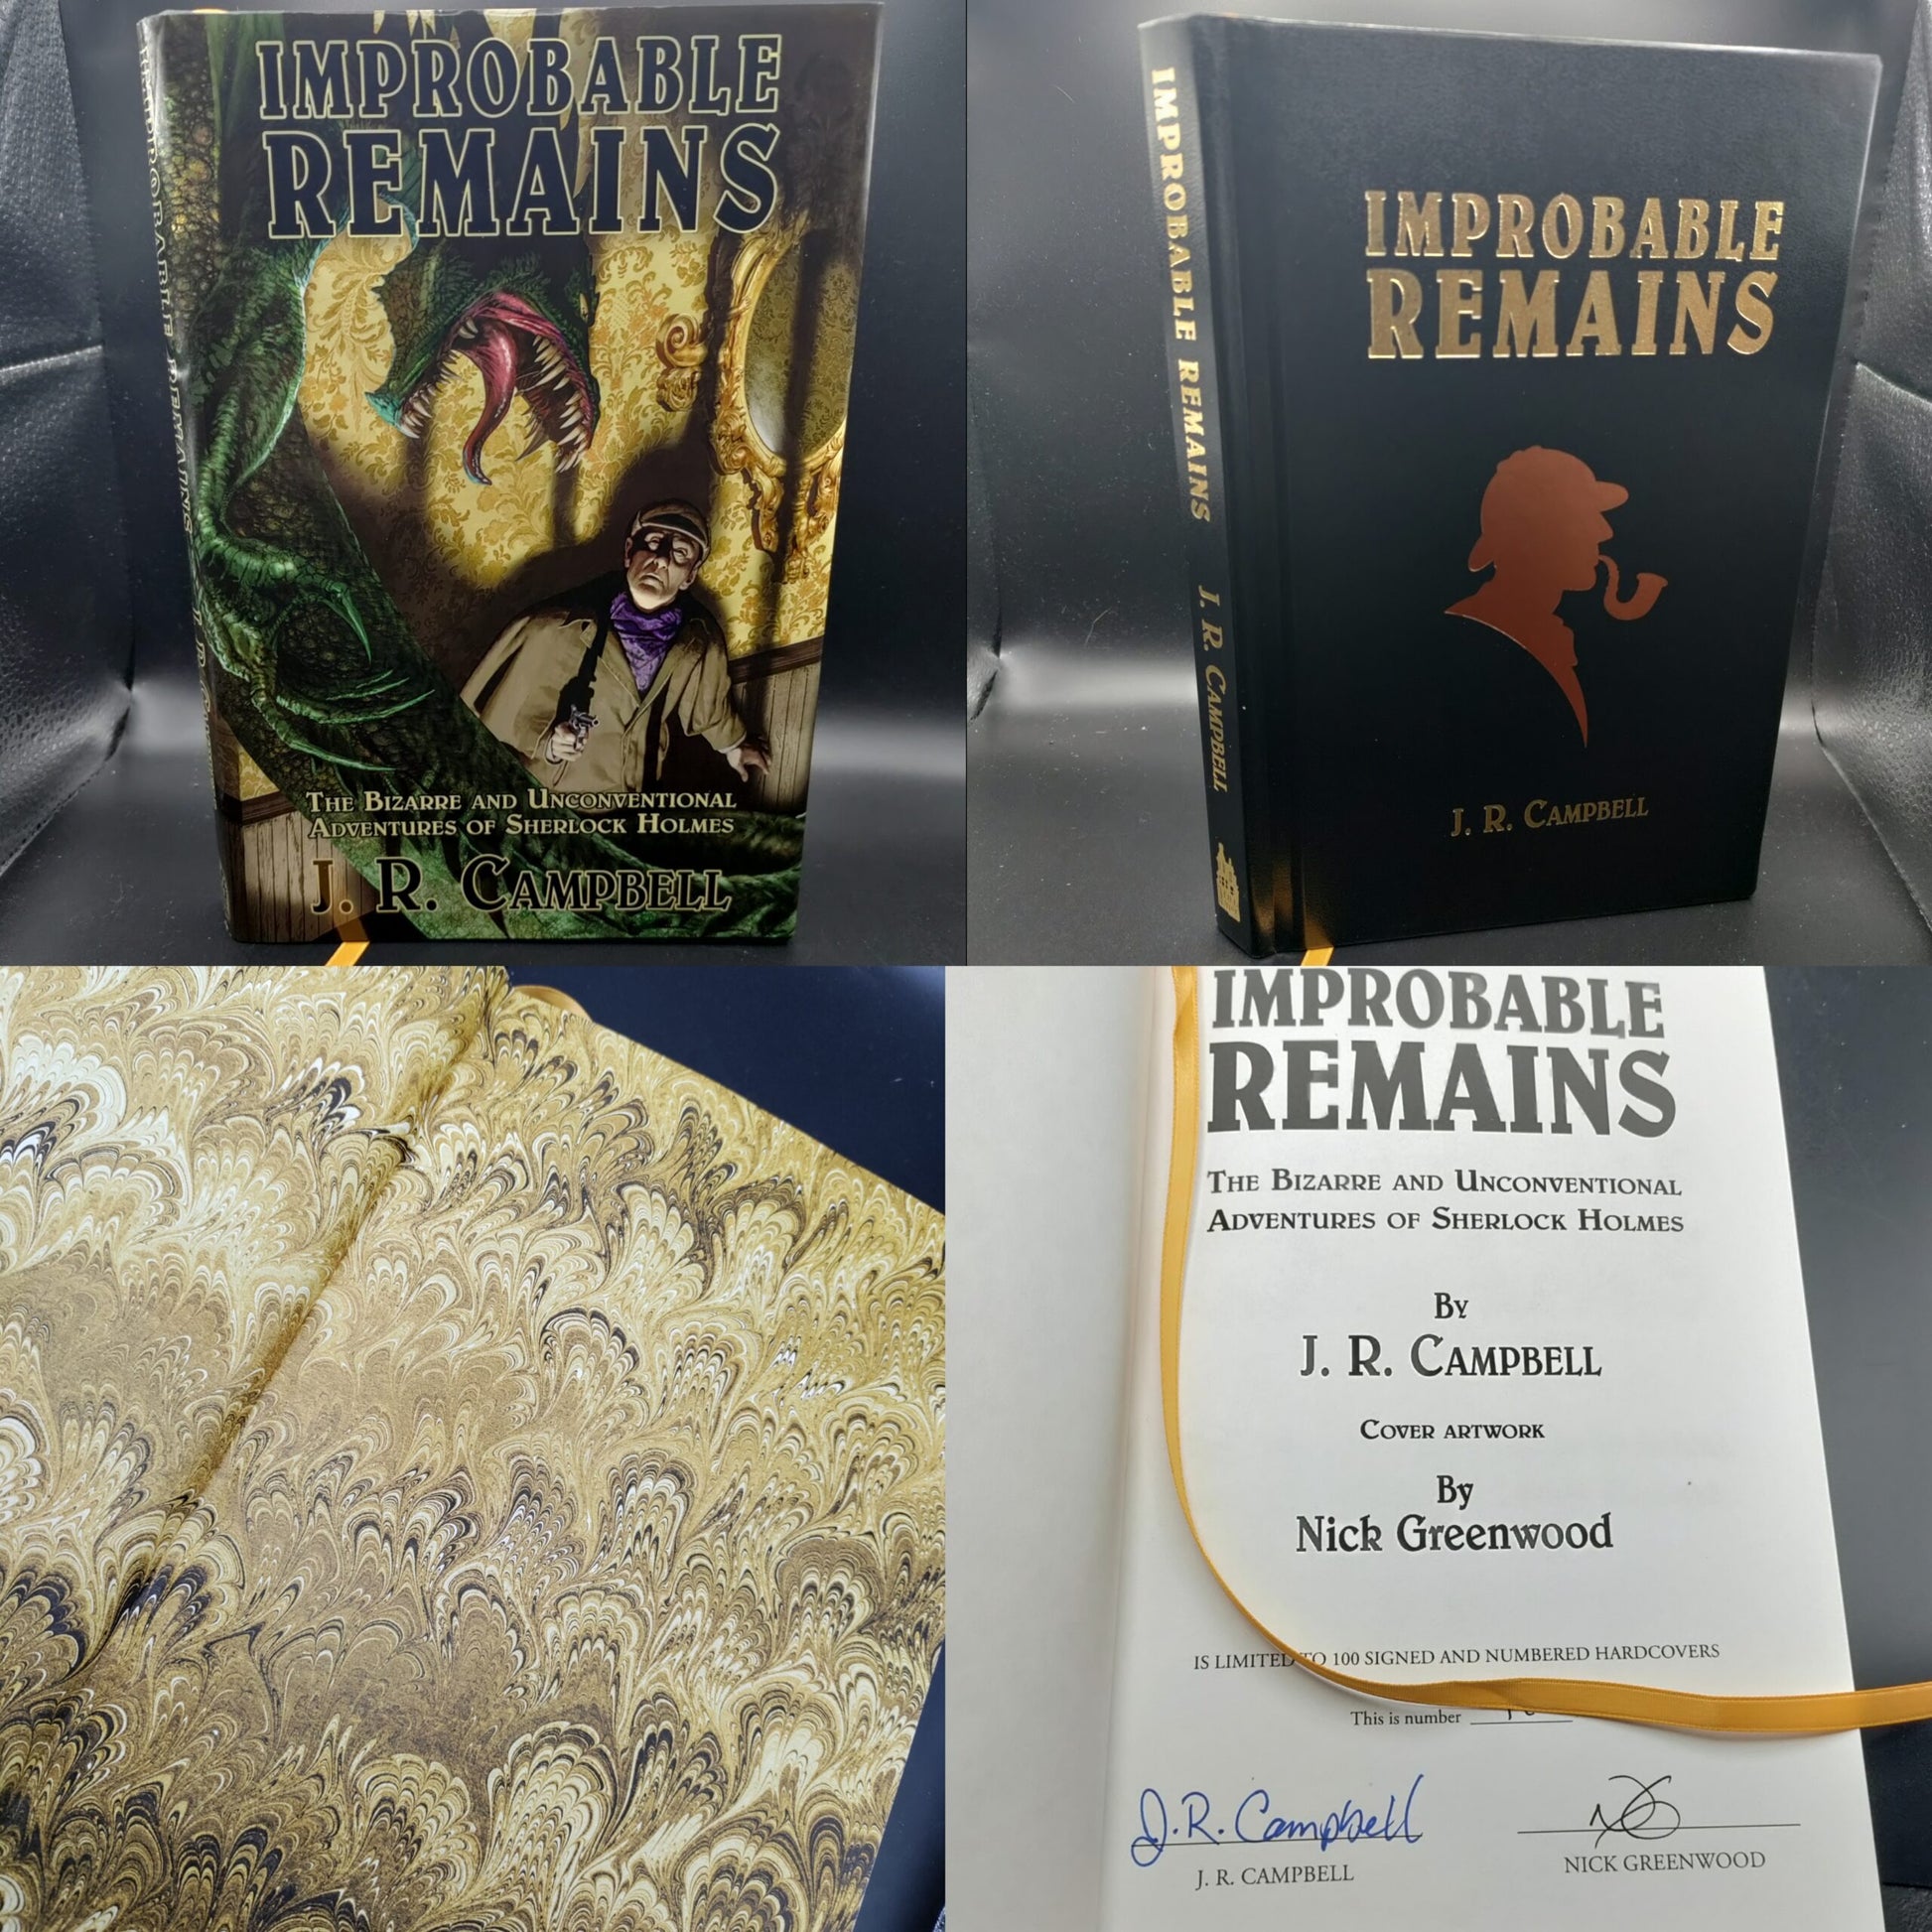 IMPROBABLE
REMAINS
THE BIZARRE AND UNCONVENTIONAL
ADVENTURES OF SHERLOCK HOLMES
J. R. CAMPBELL
IMPROBABLE REMAINS
IMPROBABLE REMAINS J. R. CAMPBELL
IMPROBABLE
REMAINS
J. R. CAMPBELL
IMPROBABLE
REMAINS
THE BIZARRE AND UNCONVENTIONAL
ADVENTURES OF SHERLOCK HOLMES
By
J. R. CAMPBELL
COVER ARTWORK
By
Nick Greenwood
IS LIMITED TO 100 SIGNED AND NUMBERED HARDCOVERS
This is number
J.R. Campbell
J. R. CAMPBELL
NICK GREENWOOD